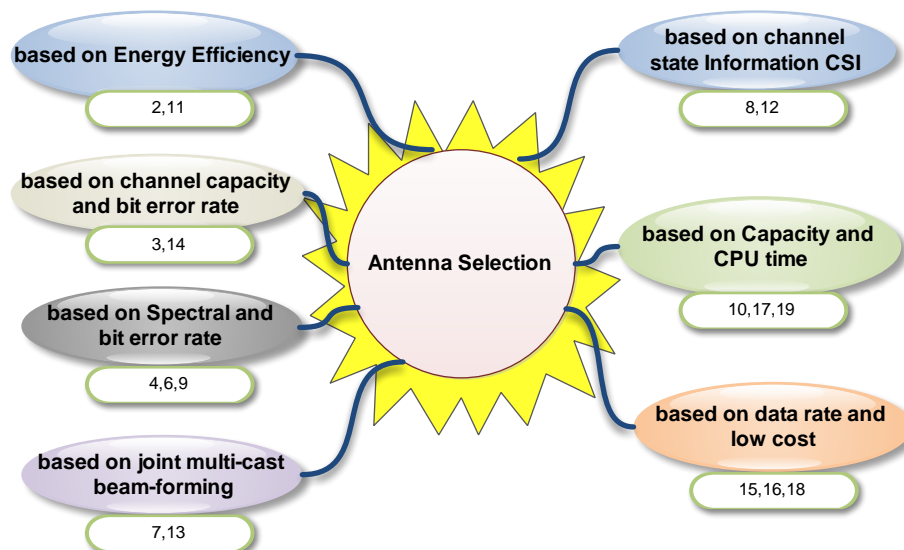 based on Energy Efficiency
2,11
based on channel capacity
and bit error rate
3,14
based on Spectral and
bit error rate
4,6,9
based on joint multi-cast
beam-forming
7,13
Antenna Selection
based on channel
state Information CSI
8,12
based on Capacity and
CPU time
10,17,19
based on data rate and
low cost
15,16,18